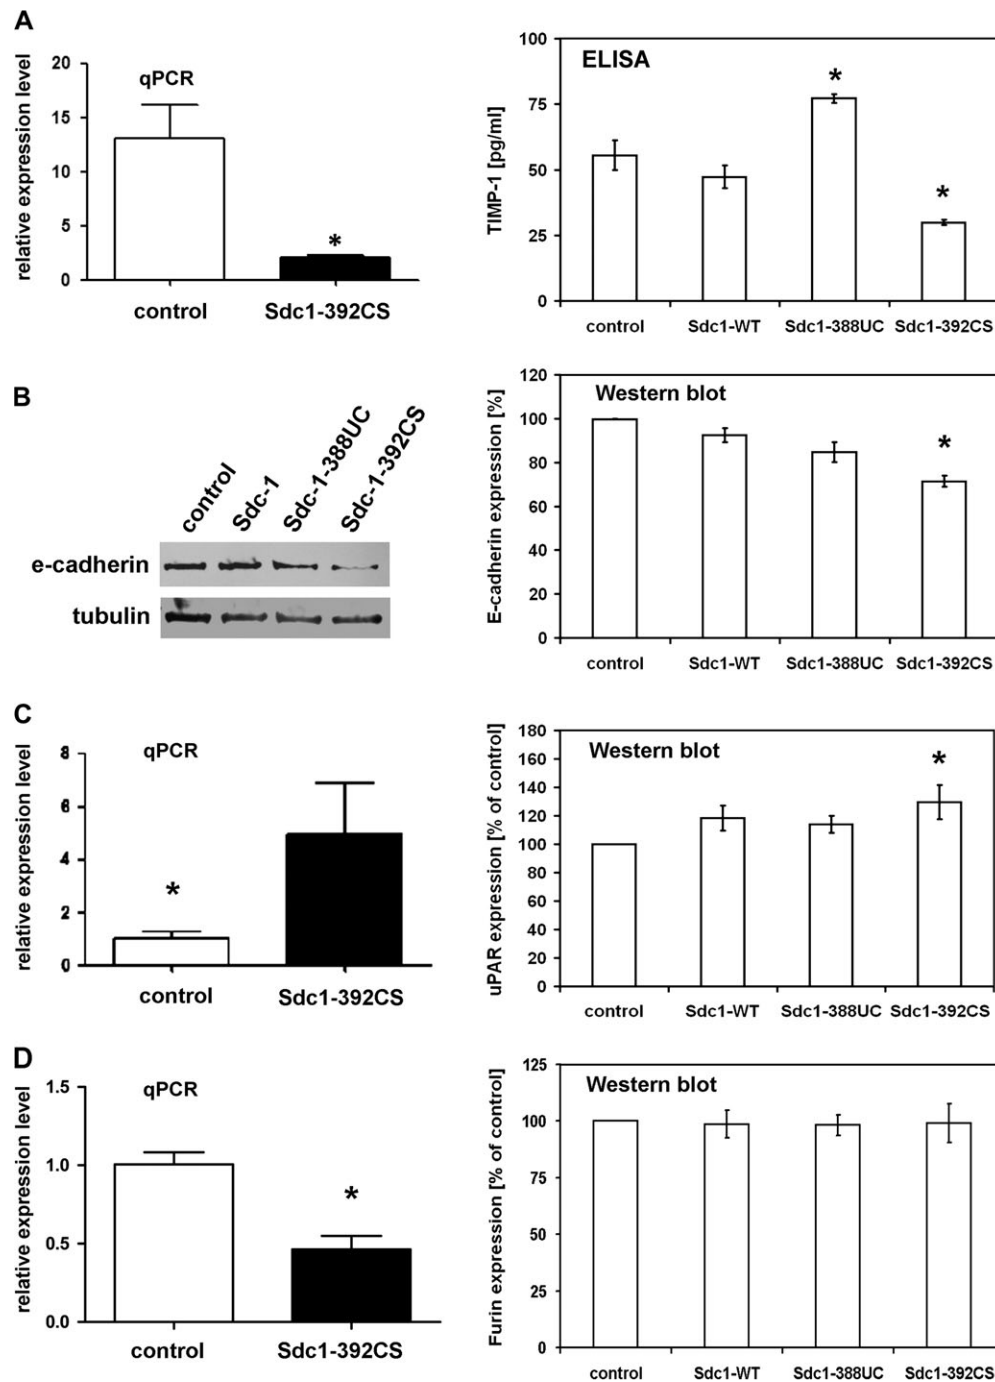 A
relative expression level
20
15
10
5
0
qPCR
*
control Sdc1-392CS
TIMP-1 [pg/ml]
100
75
50
25
0
ELISA
*
*
control Sdc1-WT Sdc1-388UC Sdc1-392CS
B
control Sdc-1 Sdc-1-388UC Sdc-1-392CS
e-cadherin
tubulin
E-cadherin expression [%]
120
100
80
60
40
20
0
Western blot
*
control Sdc1-WT Sdc1-388UC Sdc1-392CS
C
relative expression level
8
6
4
2
0
qPCR
*
control Sdc1-392CS
uPAR expression [% of control]
180
160
140
120
100
80
60
40
20
0
Western blot
*
control Sdc1-WT Sdc1-388UC Sdc1-392CS
D
relative expression level
1.5
1.0
0.5
0.0
qPCR
*
control Sdc1-392CS
Furin expression [% of control]
125
100
75
50
25
0
Western blot
control Sdc1-WT Sdc1-388UC Sdc1-392CS